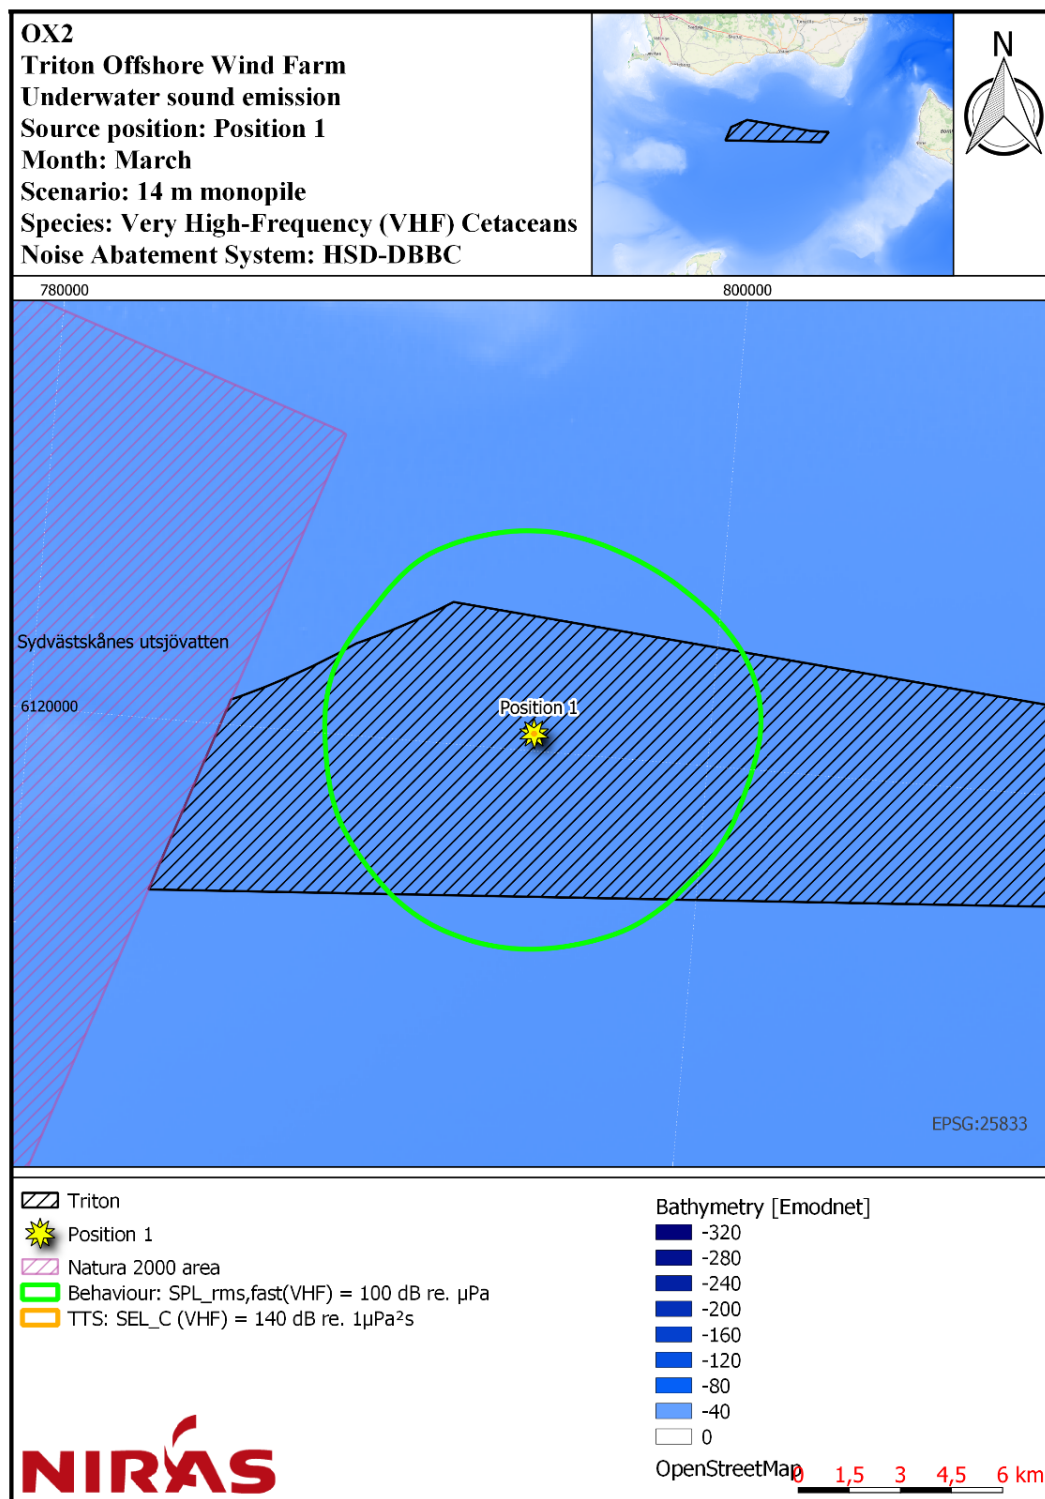 OX2
Triton Offshore Wind Farm
Underwater sound emission
Source position: Position 1
Month: March
Scenario: 14 m monopile
Species: Very High-Frequency (VHF) Cetaceans
Noise Abatement System: HSD-DBBC
N
780000
800000
Sydvästskånes utsjövatten
6120000
Position 1
EPSG:25833
Triton
Position 1
Natura 2000 area
Behaviour: SPL_rms,fast(VHF) = 100 dB re. µPa
TTS: SEL_C (VHF) = 140 dB re. 1µPa²s
Bathymetry [Emodnet]
-320
-280
-240
-200
-160
-120
-80
-40
0
OpenStreetMap
0 1,5 3 4,5 6 km
NIRAS